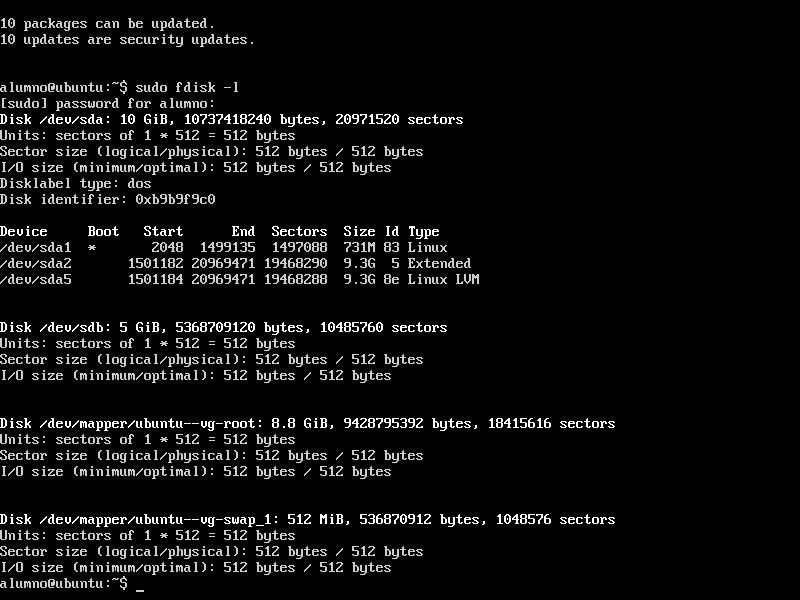 10 packages can be updated.
10 updates are security updates.
alumno@ubuntu:~$ sudo fdisk -l
[sudo] password for alumno:
Disk /dev/sda: 10 GiB, 10737418240 bytes, 20971520 sectors
Units: sectors of 1 * 512 = 512 bytes
Sector size (logical/physical): 512 bytes / 512 bytes
I/O size (minimum/optimal): 512 bytes / 512 bytes
Disklabel type: dos
Disk identifier: 0xb9b9f9c0
Device     Boot   Start      End  Sectors  Size Id Type
/dev/sda1  *       2048  1499135  1497088  731M 83 Linux
/dev/sda2       1501182 20969471 19468290  9.3G  5 Extended
/dev/sda5       1501184 20969471 19468288  9.3G 8e Linux LVM
Disk /dev/sdb: 5 GiB, 5368709120 bytes, 10485760 sectors
Units: sectors of 1 * 512 = 512 bytes
Sector size (logical/physical): 512 bytes / 512 bytes
I/O size (minimum/optimal): 512 bytes / 512 bytes
Disk /dev/mapper/ubuntu--vg-root: 8.8 GiB, 9428795392 bytes, 18415616 sectors
Units: sectors of 1 * 512 = 512 bytes
Sector size (logical/physical): 512 bytes / 512 bytes
I/O size (minimum/optimal): 512 bytes / 512 bytes
Disk /dev/mapper/ubuntu--vg-swap_1: 512 MiB, 536870912 bytes, 1048576 sectors
Units: sectors of 1 * 512 = 512 bytes
Sector size (logical/physical): 512 bytes / 512 bytes
I/O size (minimum/optimal): 512 bytes / 512 bytes
alumno@ubuntu:~$ _